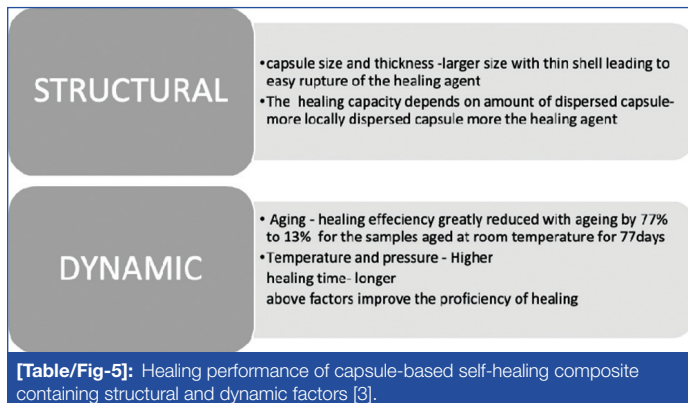 STRUCTURAL
•capsule size and thickness -larger size with thin shell leading to
easy rupture of the healing agent
•The healing capacity depends on amount of dispersed capsule-
more locally dispersed capsule more the healing agent
DYNAMIC
• Aging - healing effeciency greatly reduced with ageing by 77%
to 13% for the samples aged at room temperature for 77days
•Temperature and pressure - Higher
healing time- longer
above factors improve the proficiency of healing
[Table/Fig-5]: Healing performance of capsule-based self-healing composite
containing structural and dynamic factors [3].